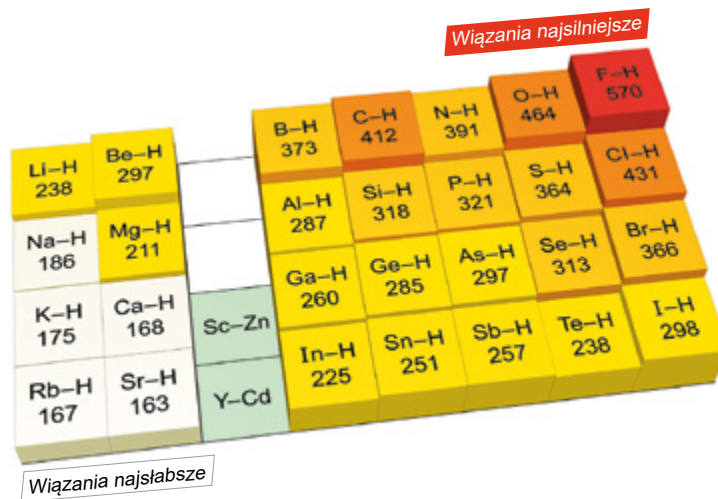 Wiązania najsilniejsze
Li–H
238
Be–H
297
B–H
373
C–H
412
N–H
391
O–H
464
F–H
570
Na–H
186
Mg–H
211
Al–H
287
Si–H
318
P–H
321
S–H
364
Cl–H
431
K–H
175
Ca–H
168
Sc–Zn
Ga–H
260
Ge–H
285
As–H
297
Se–H
313
Br–H
366
Rb–H
167
Sr–H
163
Y–Cd
In–H
225
Sn–H
251
Sb–H
257
Te–H
238
I–H
298
Wiązania najsłabsze